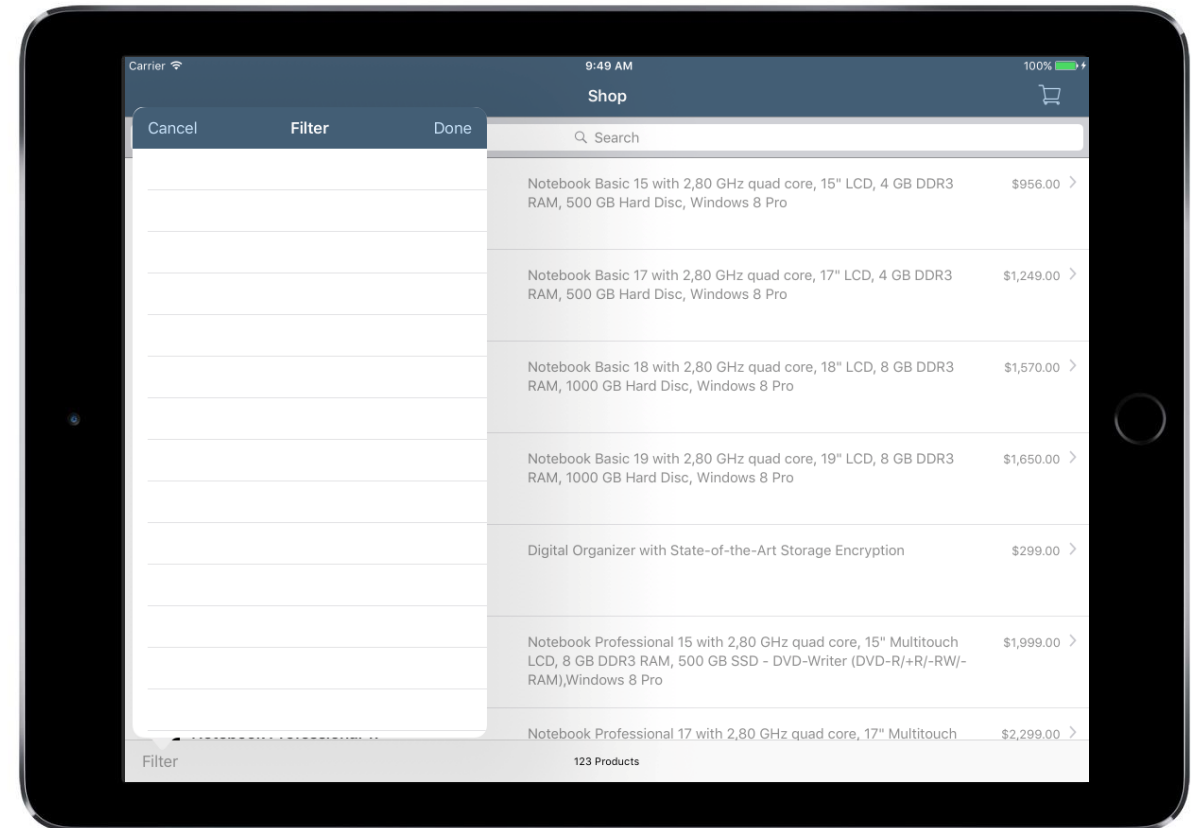 Carrier
9:49 AM
100%
Shop
Cancel
Filter
Done
Search
Notebook Basic 15 with 2,80 GHz quad core, 15" LCD, 4 GB DDR3
RAM, 500 GB Hard Disc, Windows 8 Pro
$956.00
Notebook Basic 17 with 2,80 GHz quad core, 17" LCD, 4 GB DDR3
RAM, 500 GB Hard Disc, Windows 8 Pro
$1,249.00
Notebook Basic 18 with 2,80 GHz quad core, 18" LCD, 8 GB DDR3
RAM, 1000 GB Hard Disc, Windows 8 Pro
$1,570.00
Notebook Basic 19 with 2,80 GHz quad core, 19" LCD, 8 GB DDR3
RAM, 1000 GB Hard Disc, Windows 8 Pro
$1,650.00
Digital Organizer with State-of-the-Art Storage Encryption
$299.00
Notebook Professional 15 with 2,80 GHz quad core, 15" Multitouch
LCD, 8 GB DDR3 RAM, 500 GB SSD - DVD-Writer (DVD-R/+R/-RW/-
RAM),Windows 8 Pro
$1,999.00
Notebook Professional 17 with 2,80 GHz quad core, 17" Multitouch
$2,299.00
Filter
123 Products